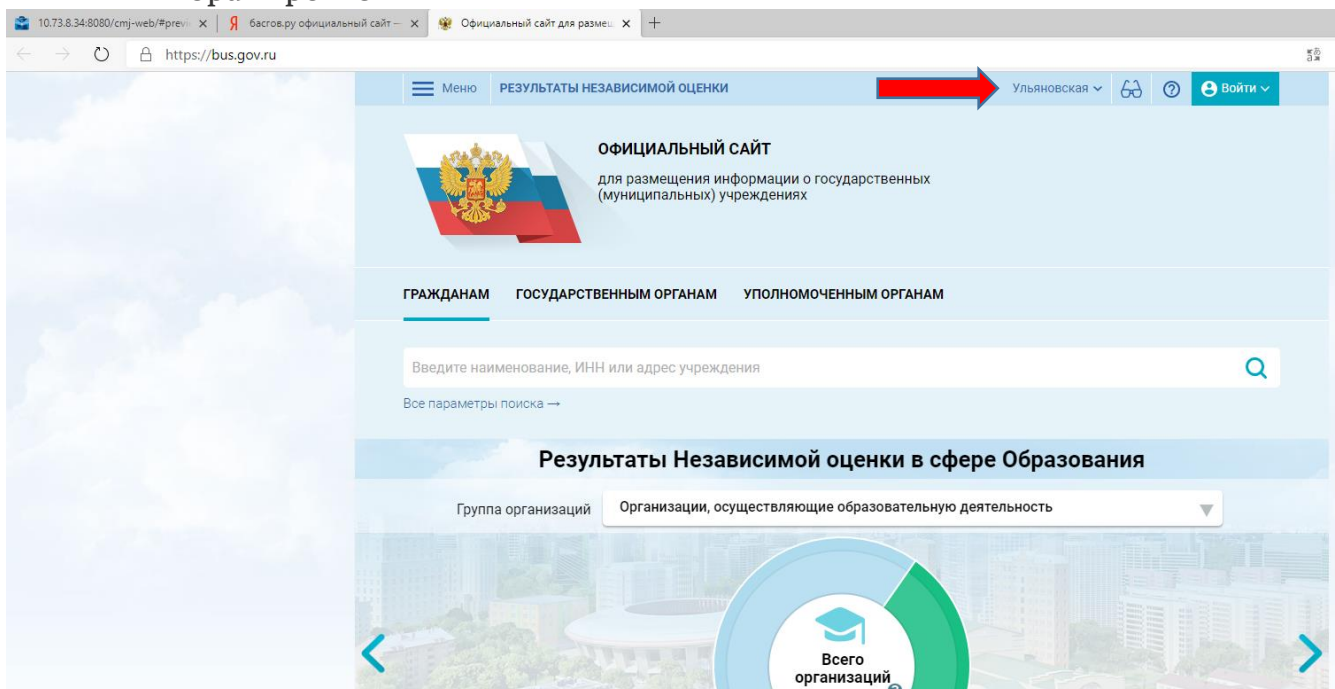 10.73.8.34:8080/cmj-web/#previ
басгов.ру официальный сайт —
Официальный сайт для размещ
https://bus.gov.ru
Меню РЕЗУЛЬТАТЫ НЕЗАВИСИМОЙ ОЦЕНКИ Ульяновская Войти
ОФИЦИАЛЬНЫЙ САЙТ
для размещения информации о государственных
(муниципальных) учреждениях
ГРАЖДАНАМ ГОСУДАРСТВЕННЫМ ОРГАНАМ УПОЛНОМОЧЕННЫМ ОРГАНАМ
Введите наименование, ИНН или адрес учреждения
Все параметры поиска →
Результаты Независимой оценки в сфере Образования
Группа организаций Организации, осуществляющие образовательную деятельность
Всего
организаций